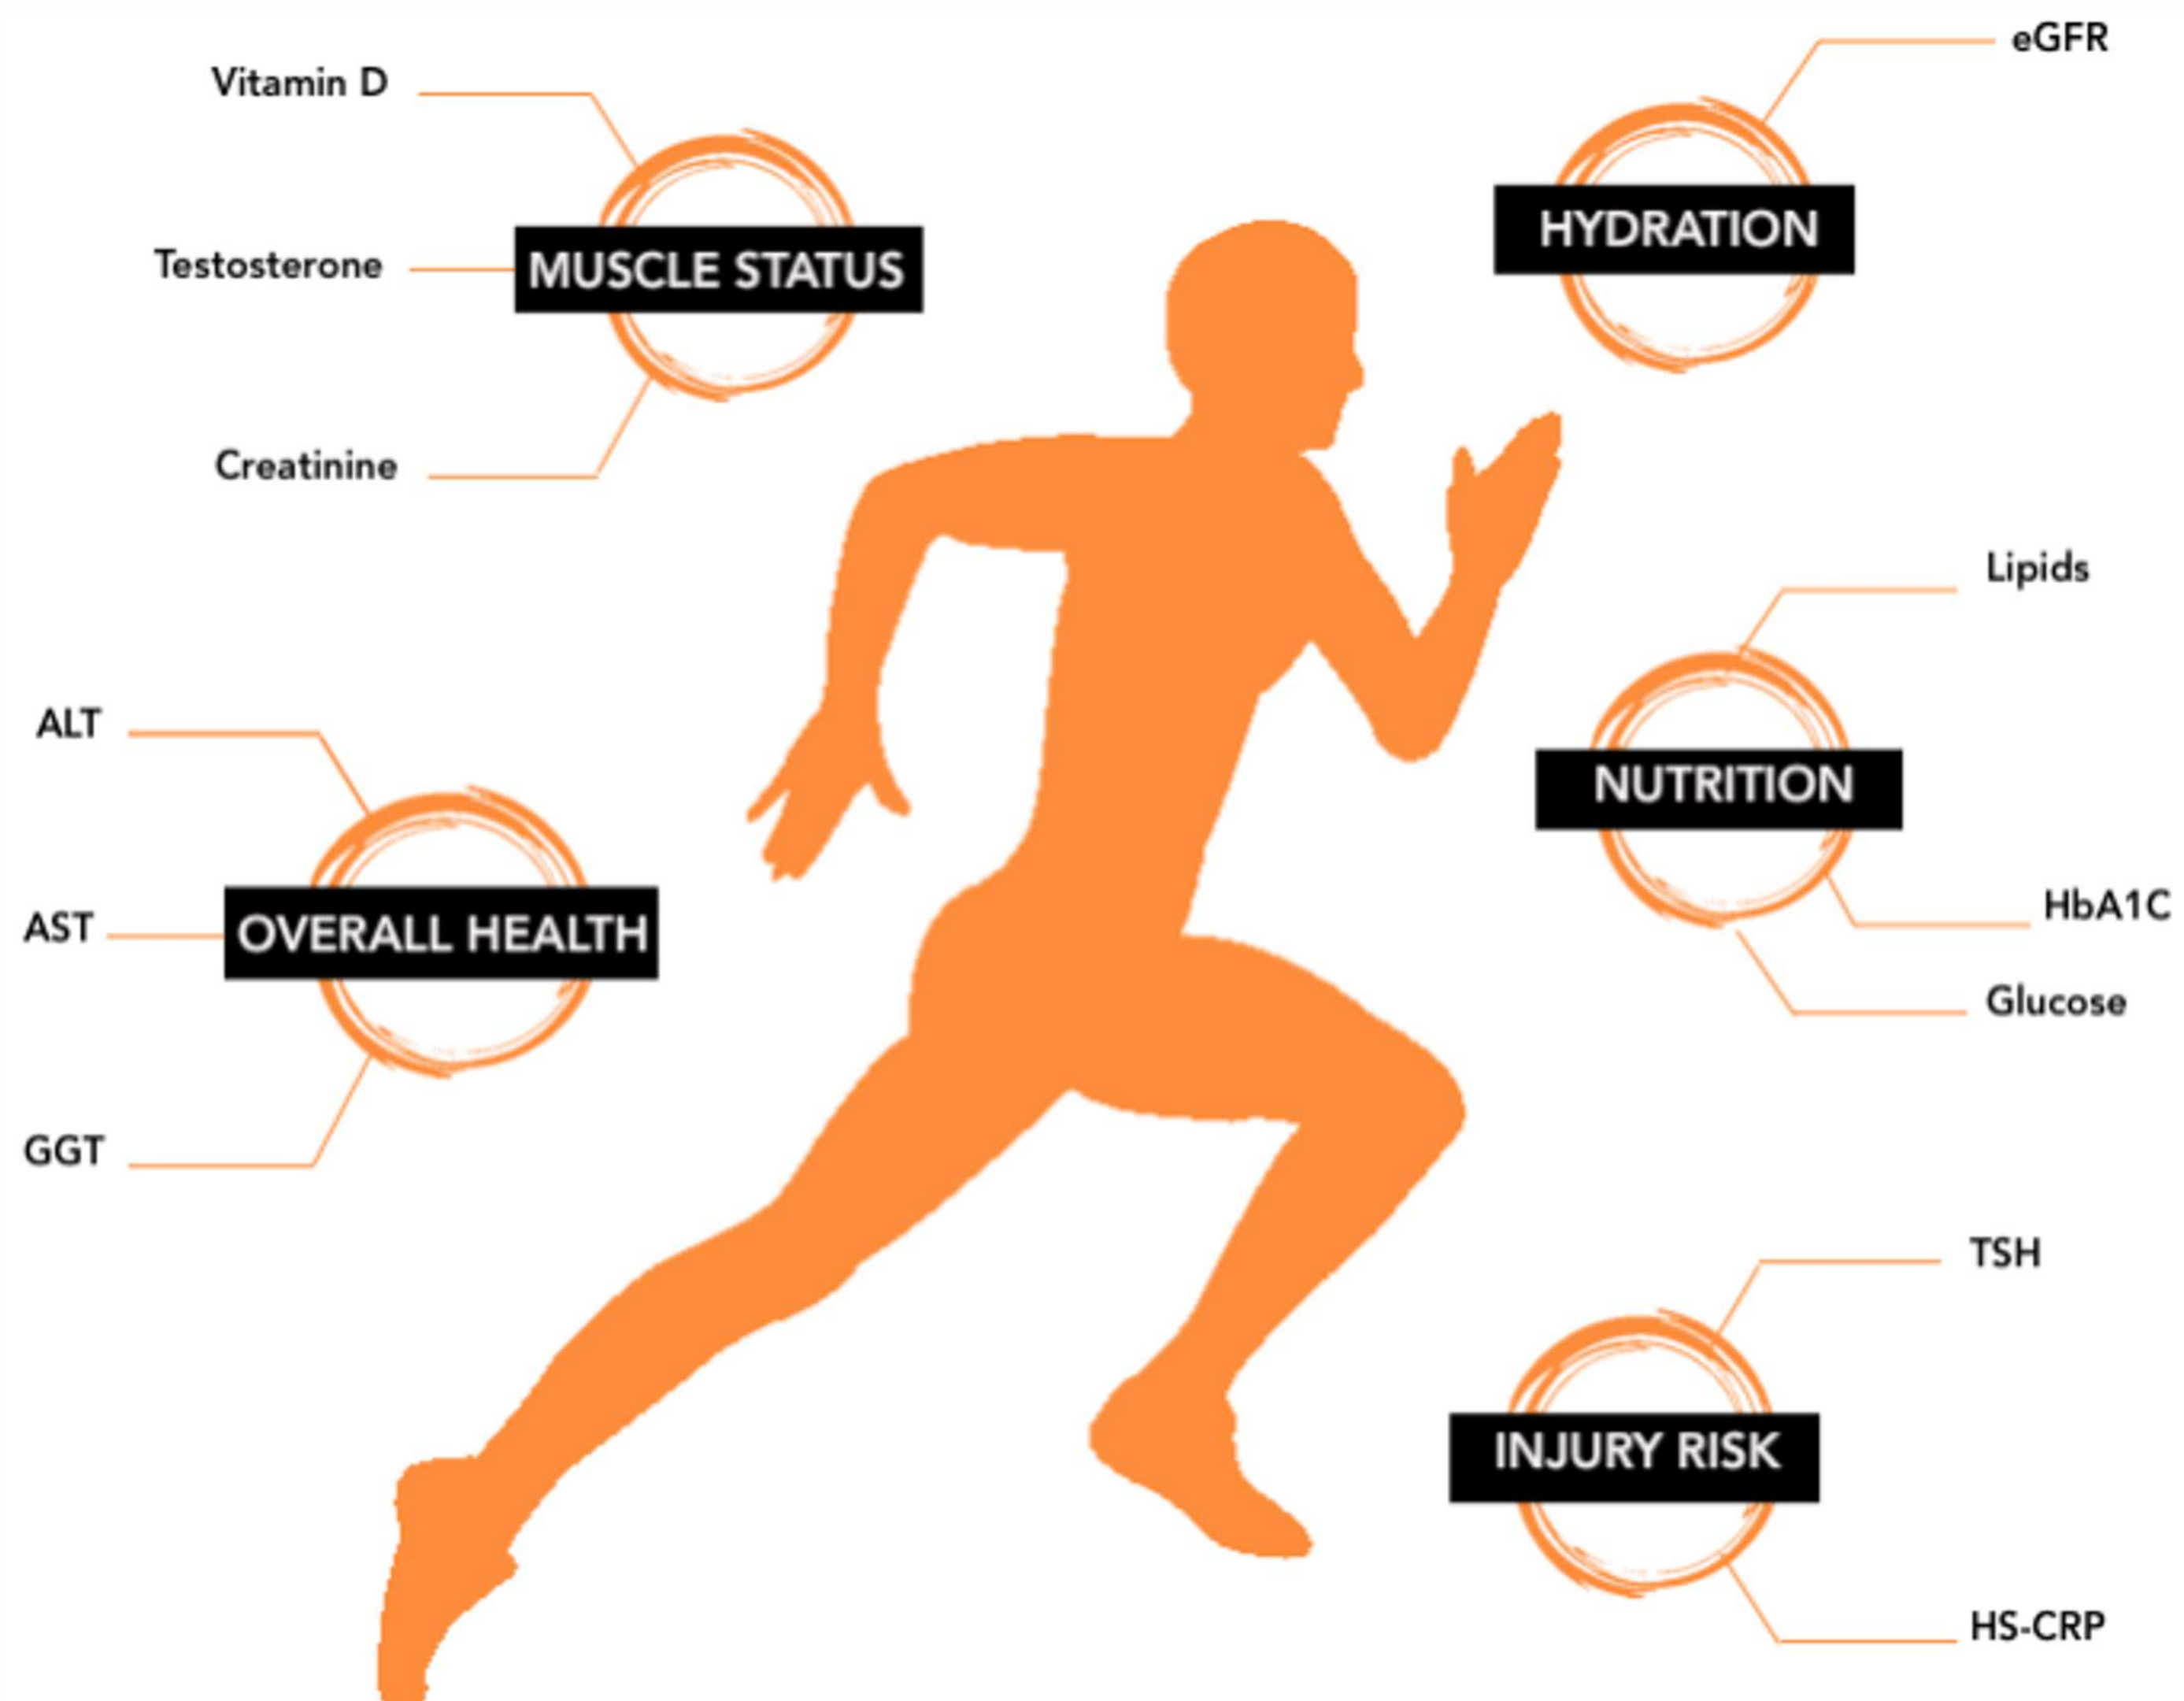 eGFR
Vitamin D
HYDRATION
Testosterone
MUSCLE STATUS
Creatinine
Lipids
ALT
NUTRITION
HbA1C
AST
OVERALL HEALTH
Glucose
GGT
TSH
INJURY RISK
HS-CRP